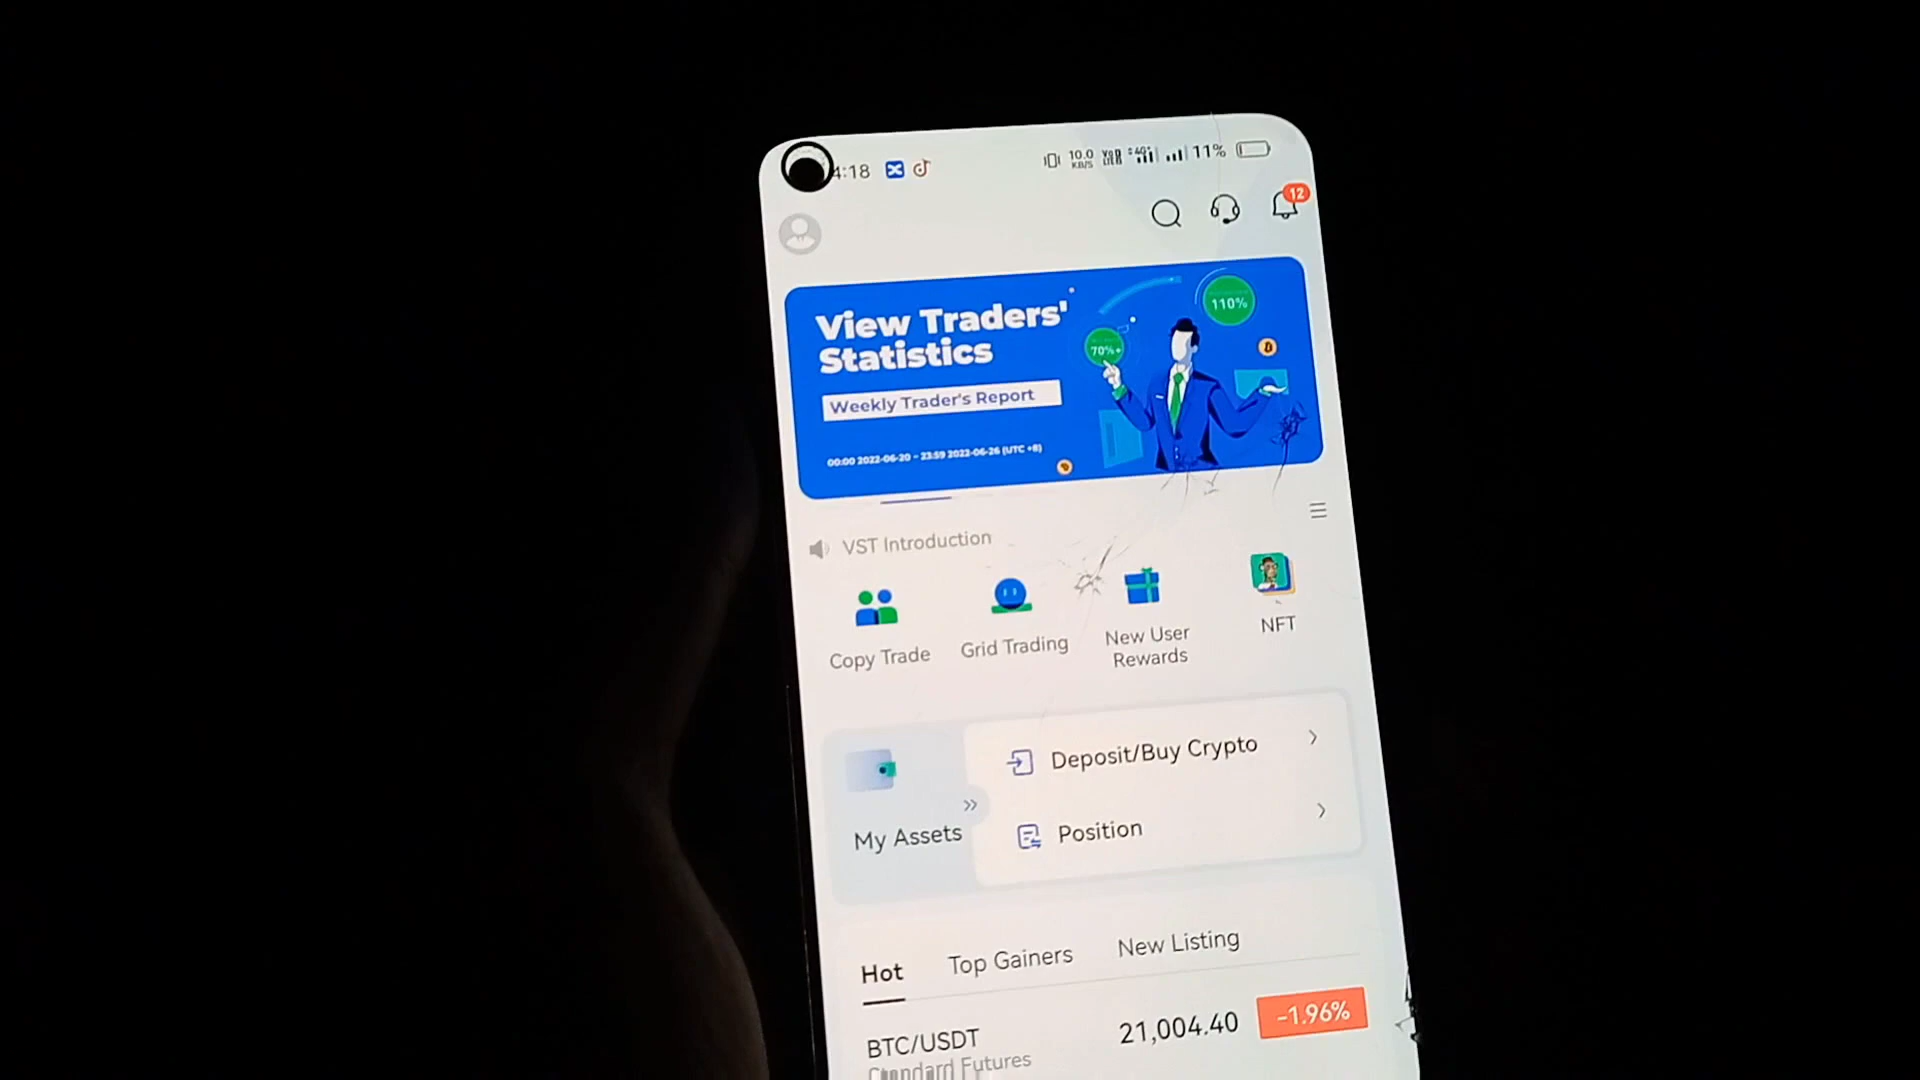 4:18
10.0
KB/S
11%
12
View Traders'
Statistics
Weekly Trader's Report
00:00 2022-06-20 - 23:59 2022-06-26 (UTC +8)
70%+
110%
VST Introduction
Copy Trade
Grid Trading
New User
Rewards
NFT
My Assets
Deposit/Buy Crypto
Position
Hot
Top Gainers
New Listing
BTC/USDT
21,004.40
-1.96%
Standard Futures